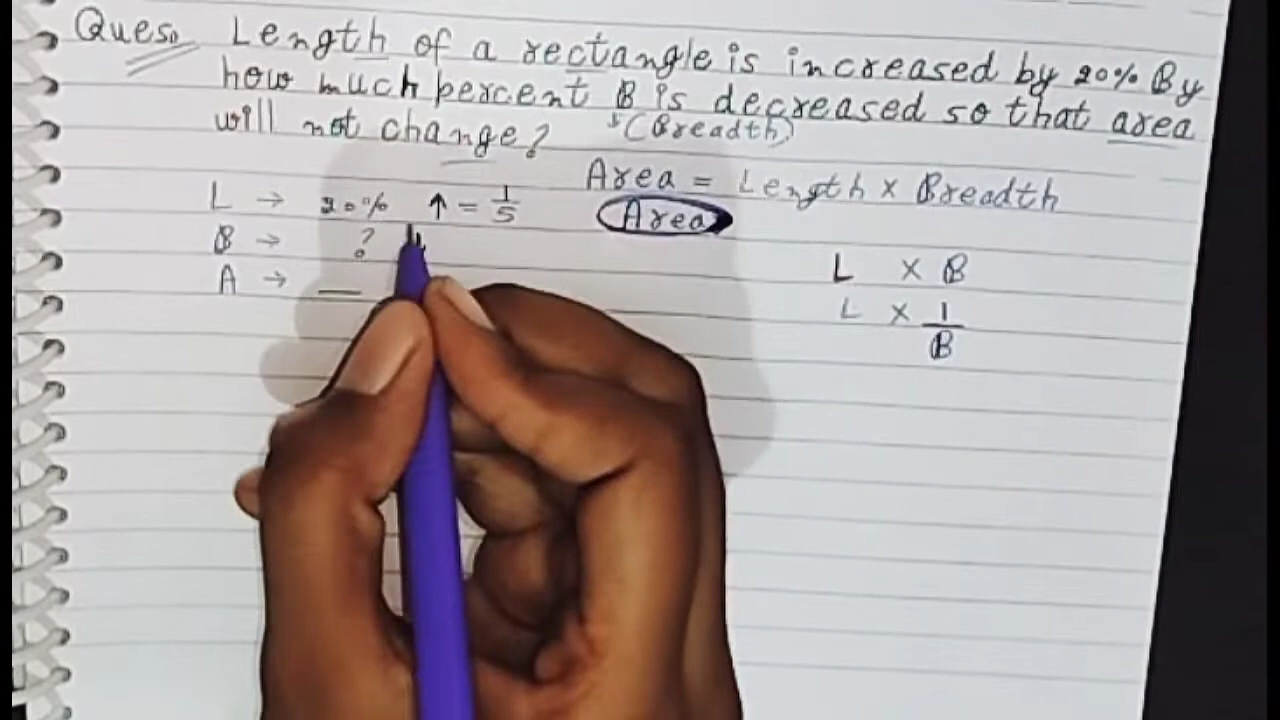 Ques. Length of a rectangle is increased by 20% By
how much percent B is decreased so that area
will not change? (Breadth)
Area = Length × Breadth
L → 20% ↑ = 1/5
Area
B → ?
L × B
A → _
L × 1/B